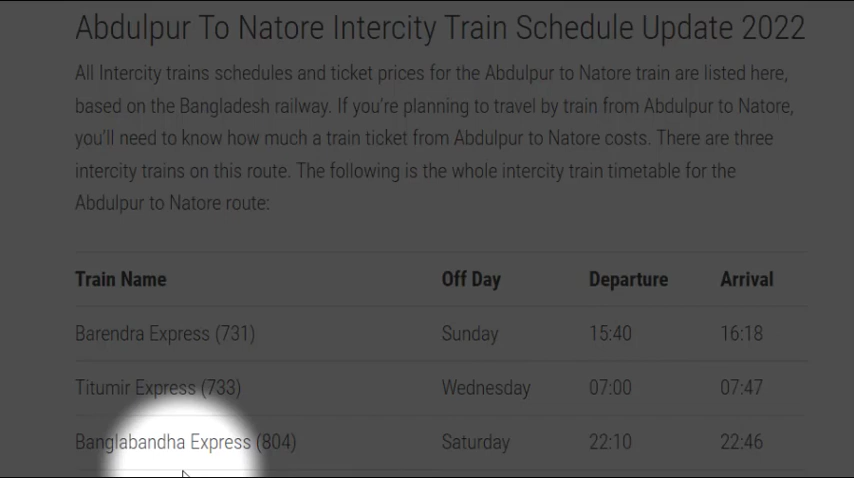 Abdulpur To Natore Intercity Train Schedule Update 2022
All Intercity trains schedules and ticket prices for the Abdulpur to Natore train are listed here,
based on the Bangladesh railway. If you're planning to travel by train from Abdulpur to Natore,
you'll need to know how much a train ticket from Abdulpur to Natore costs. There are three
intercity trains on this route. The following is the whole intercity train timetable for the
Abdulpur to Natore route:
Train Name Off Day Departure Arrival
Barendra Express (731) Sunday 15:40 16:18
Titumir Express (733) Wednesday 07:00 07:47
Banglabandha Express (804) Saturday 22:10 22:46